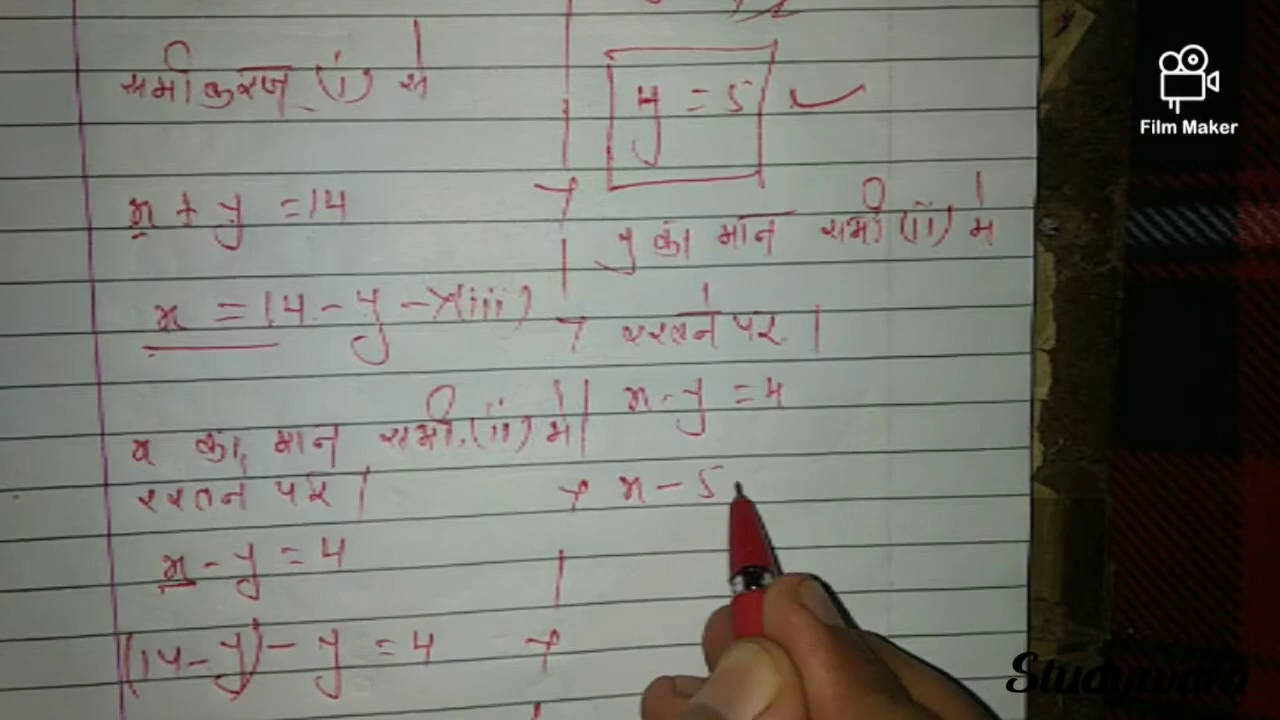 समीकरण (i) से
x + y = 14
x = 14 - y → (iii)
x का मान समी. (ii) में
रखने पर।
x - y = 4
(14 - y) - y = 4
y = 5
y का मान समी (ii) में
रखने पर।
x - y = 4
x - 5
Film Maker
Studywala